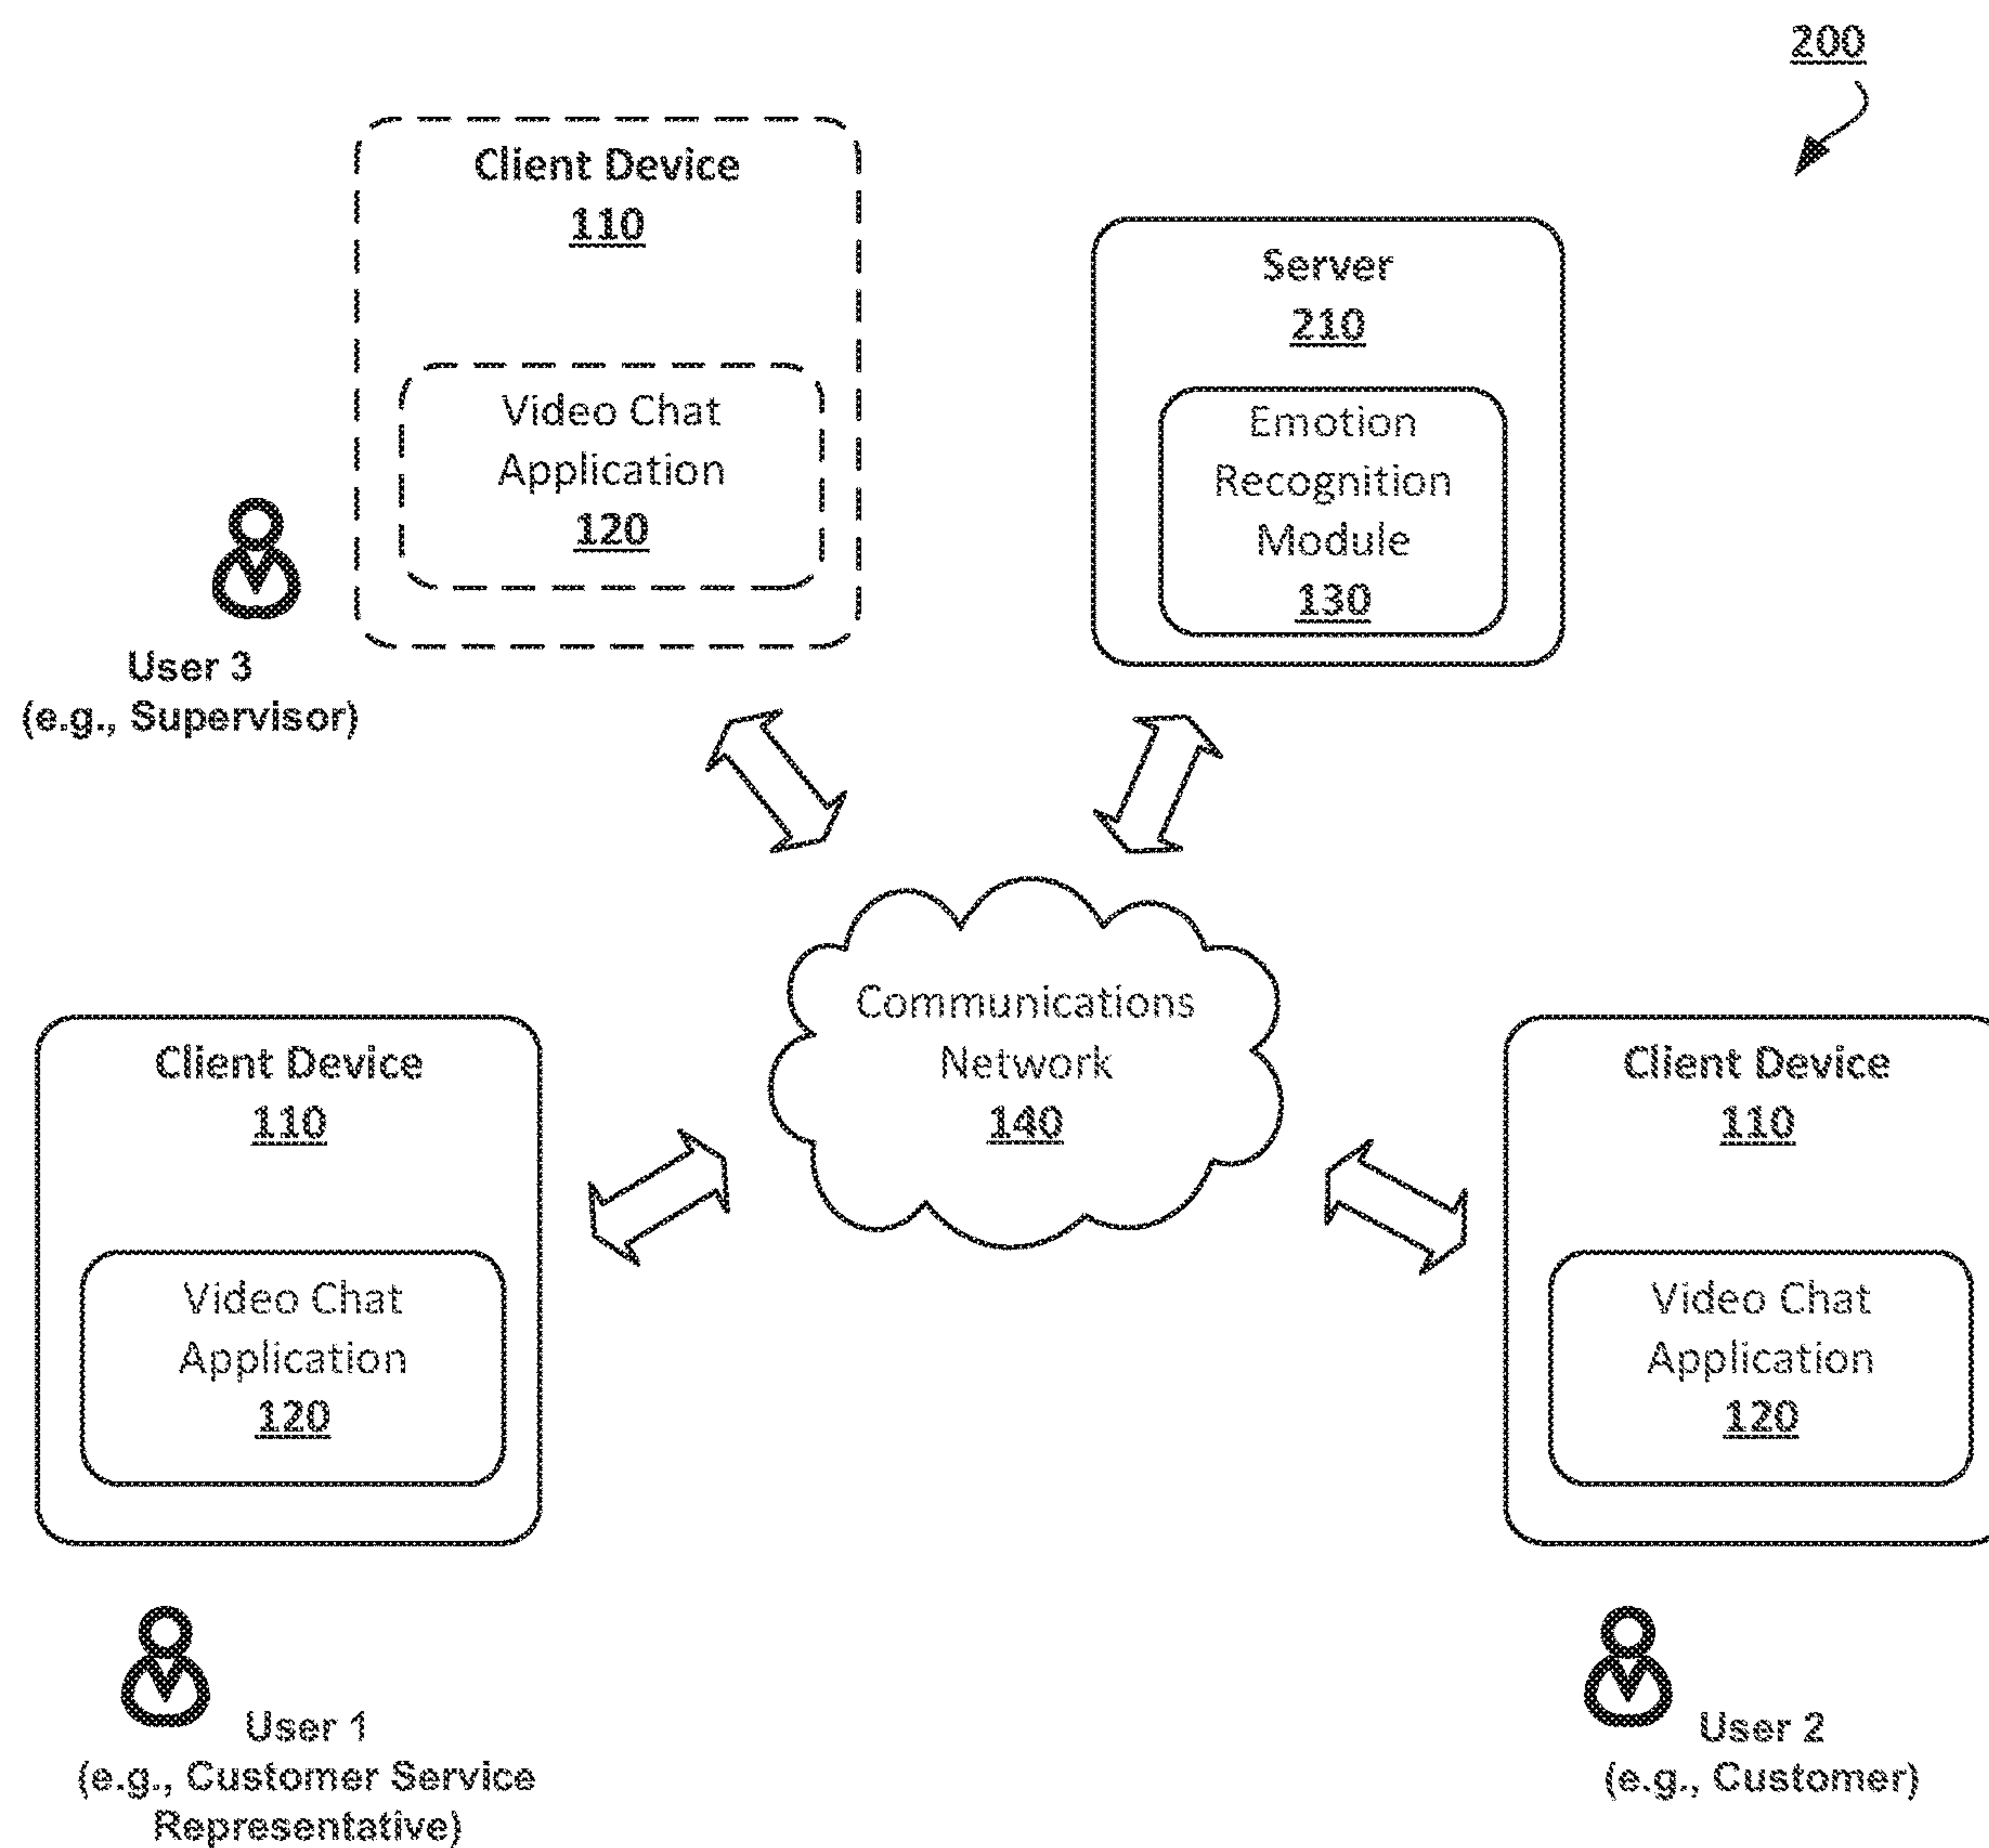 200
Client Device
110
Video Chat
Application
120
User 3
(e.g., Supervisor)
Server
210
Emotion
Recognition
Module
130
Communications
Network
140
Client Device
110
Video Chat
Application
120
User 1
(e.g., Customer Service
Representative)
Client Device
110
Video Chat
Application
120
User 2
(e.g., Customer)